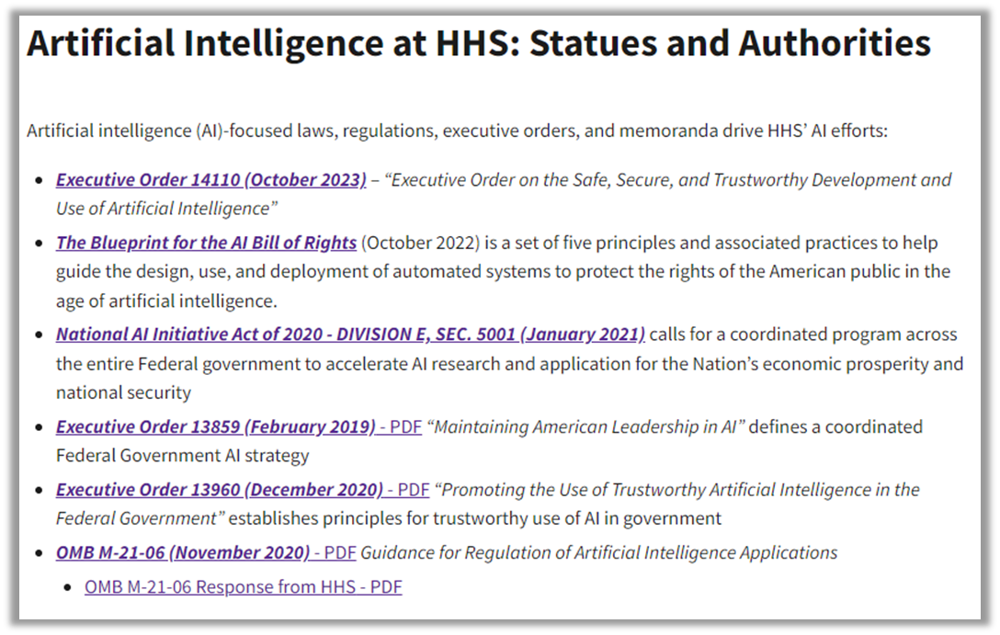 Artificial Intelligence at HHS: Statues and Authorities
Artificial intelligence (AI)-focused laws, regulations, executive orders, and memoranda drive HHS’ AI efforts:
• Executive Order 14110 (October 2023) – “Executive Order on the Safe, Secure, and Trustworthy Development and
Use of Artificial Intelligence”
• The Blueprint for the AI Bill of Rights (October 2022) is a set of five principles and associated practices to help
guide the design, use, and deployment of automated systems to protect the rights of the American public in the
age of artificial intelligence.
• National AI Initiative Act of 2020 - DIVISION E, SEC. 5001 (January 2021) calls for a coordinated program across
the entire Federal government to accelerate AI research and application for the Nation’s economic prosperity and
national security
• Executive Order 13859 (February 2019) - PDF “Maintaining American Leadership in AI” defines a coordinated
Federal Government AI strategy
• Executive Order 13960 (December 2020) - PDF “Promoting the Use of Trustworthy Artificial Intelligence in the
Federal Government” establishes principles for trustworthy use of AI in government
• OMB M-21-06 (November 2020) - PDF Guidance for Regulation of Artificial Intelligence Applications
• OMB M-21-06 Response from HHS - PDF